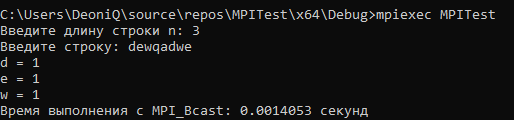 C:\Users\DeoniQ\source\repos\MPITest\x64\Debug>mpiexec MPITest
Введите длину строки n: 3
Введите строку: dewqadwe
d = 1
e = 1
w = 1
Время выполнения с MPI_Bcast: 0.0014053 секунд